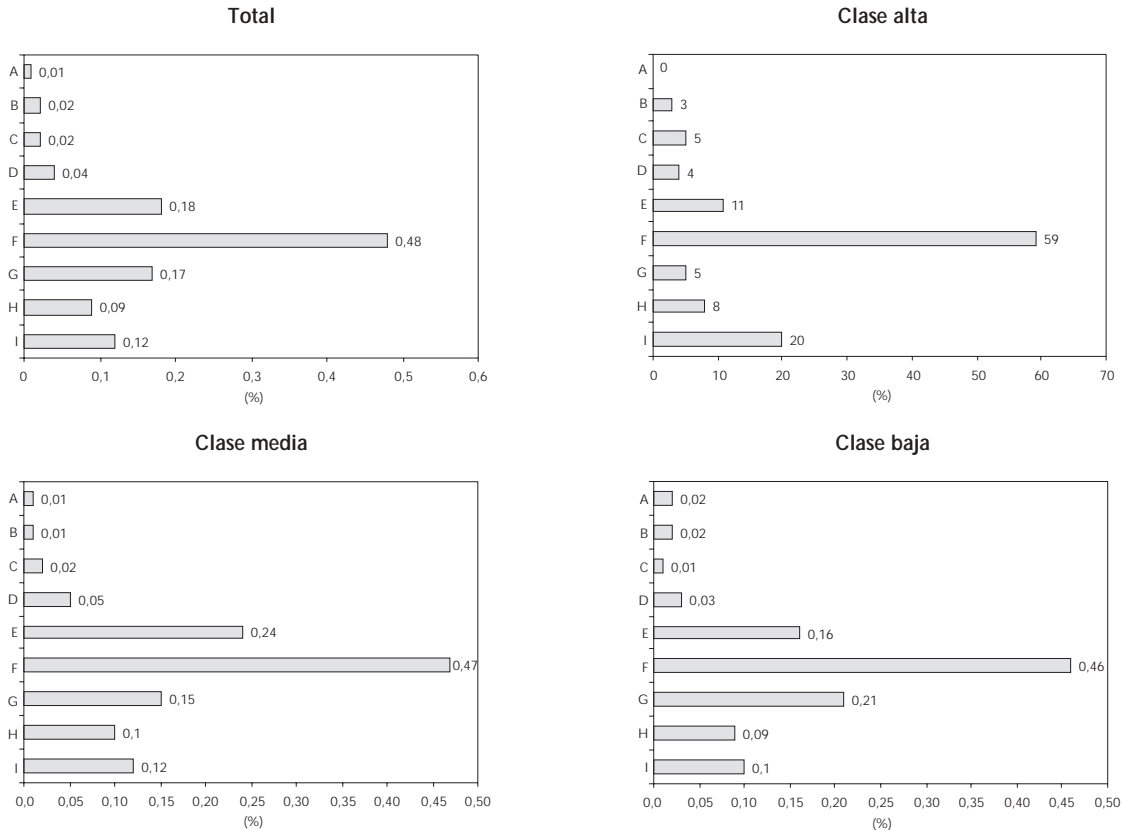 Total
A 0,01
B 0,02
C 0,02
D 0,04
E 0,18
F 0,48
G 0,17
H 0,09
I 0,12
0 0,1 0,2 0,3 0,4 0,5 0,6
(%)
Clase alta
A 0
B 3
C 5
D 4
E 11
F 59
G 5
H 8
I 20
0 10 20 30 40 50 60 70
(%)
Clase media
A 0,01
B 0,01
C 0,02
D 0,05
E 0,24
F 0,47
G 0,15
H 0,1
I 0,12
0,0 0,05 0,10 0,15 0,20 0,25 0,30 0,35 0,40 0,45 0,50
(%)
Clase baja
A 0,02
B 0,02
C 0,01
D 0,03
E 0,16
F 0,46
G 0,21
H 0,09
I 0,1
0,0 0,05 0,10 0,15 0,20 0,25 0,30 0,35 0,40 0,45 0,50
(%)